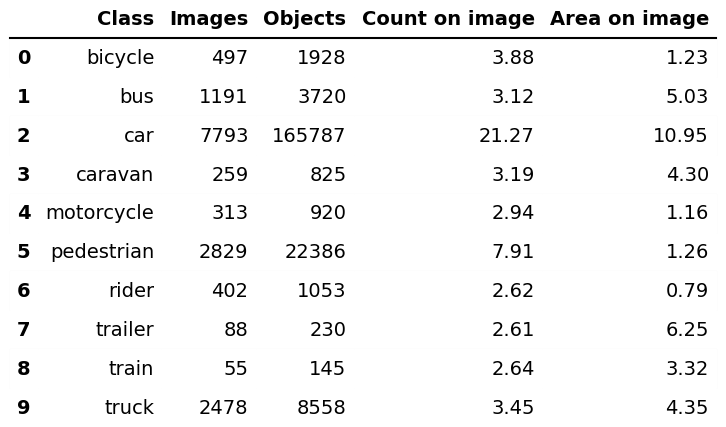 Class Images Objects Count on image Area on image
0 bicycle 497 1928 3.88 1.23
1 bus 1191 3720 3.12 5.03
2 car 7793 165787 21.27 10.95
3 caravan 259 825 3.19 4.30
4 motorcycle 313 920 2.94 1.16
5 pedestrian 2829 22386 7.91 1.26
6 rider 402 1053 2.62 0.79
7 trailer 88 230 2.61 6.25
8 train 55 145 2.64 3.32
9 truck 2478 8558 3.45 4.35